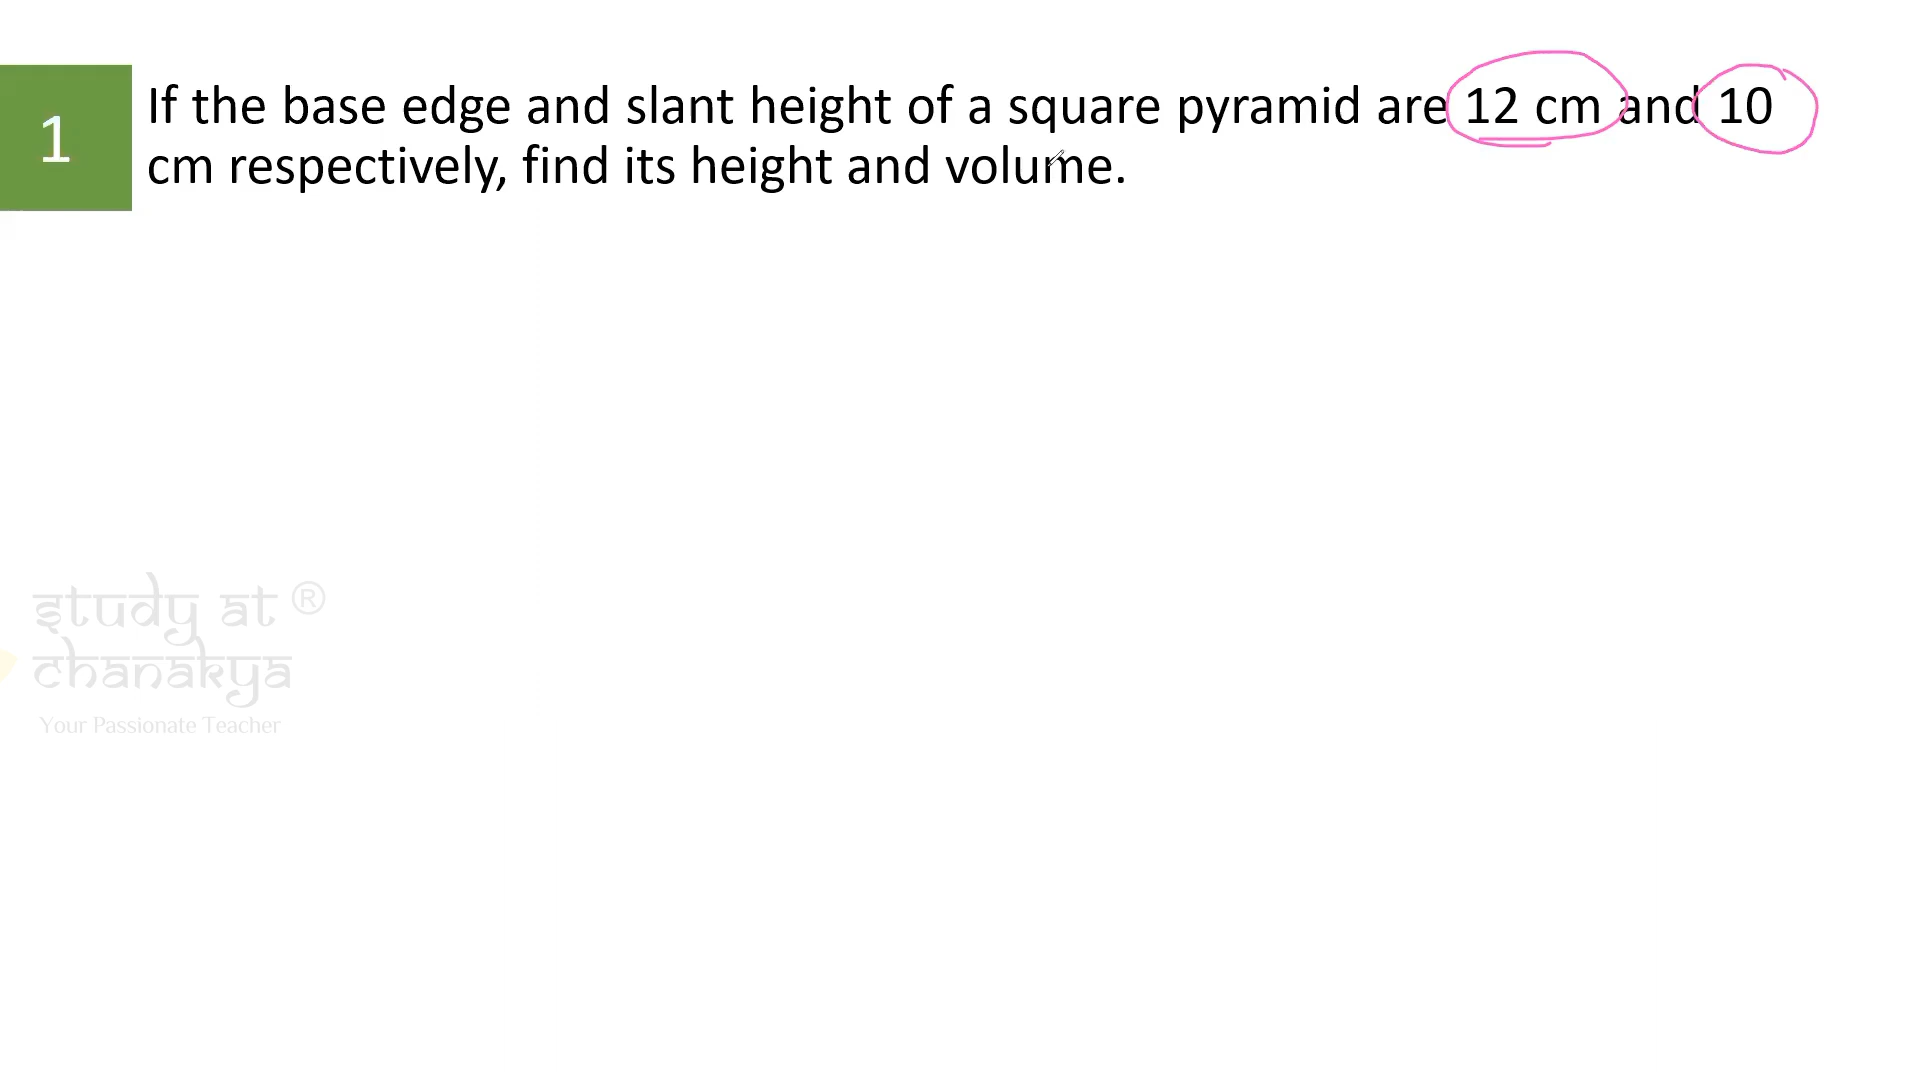 1
If the base edge and slant height of a square pyramid are 12 cm and 10
cm respectively, find its height and volume.
study at ®
chanakya
Your Passionate Teacher